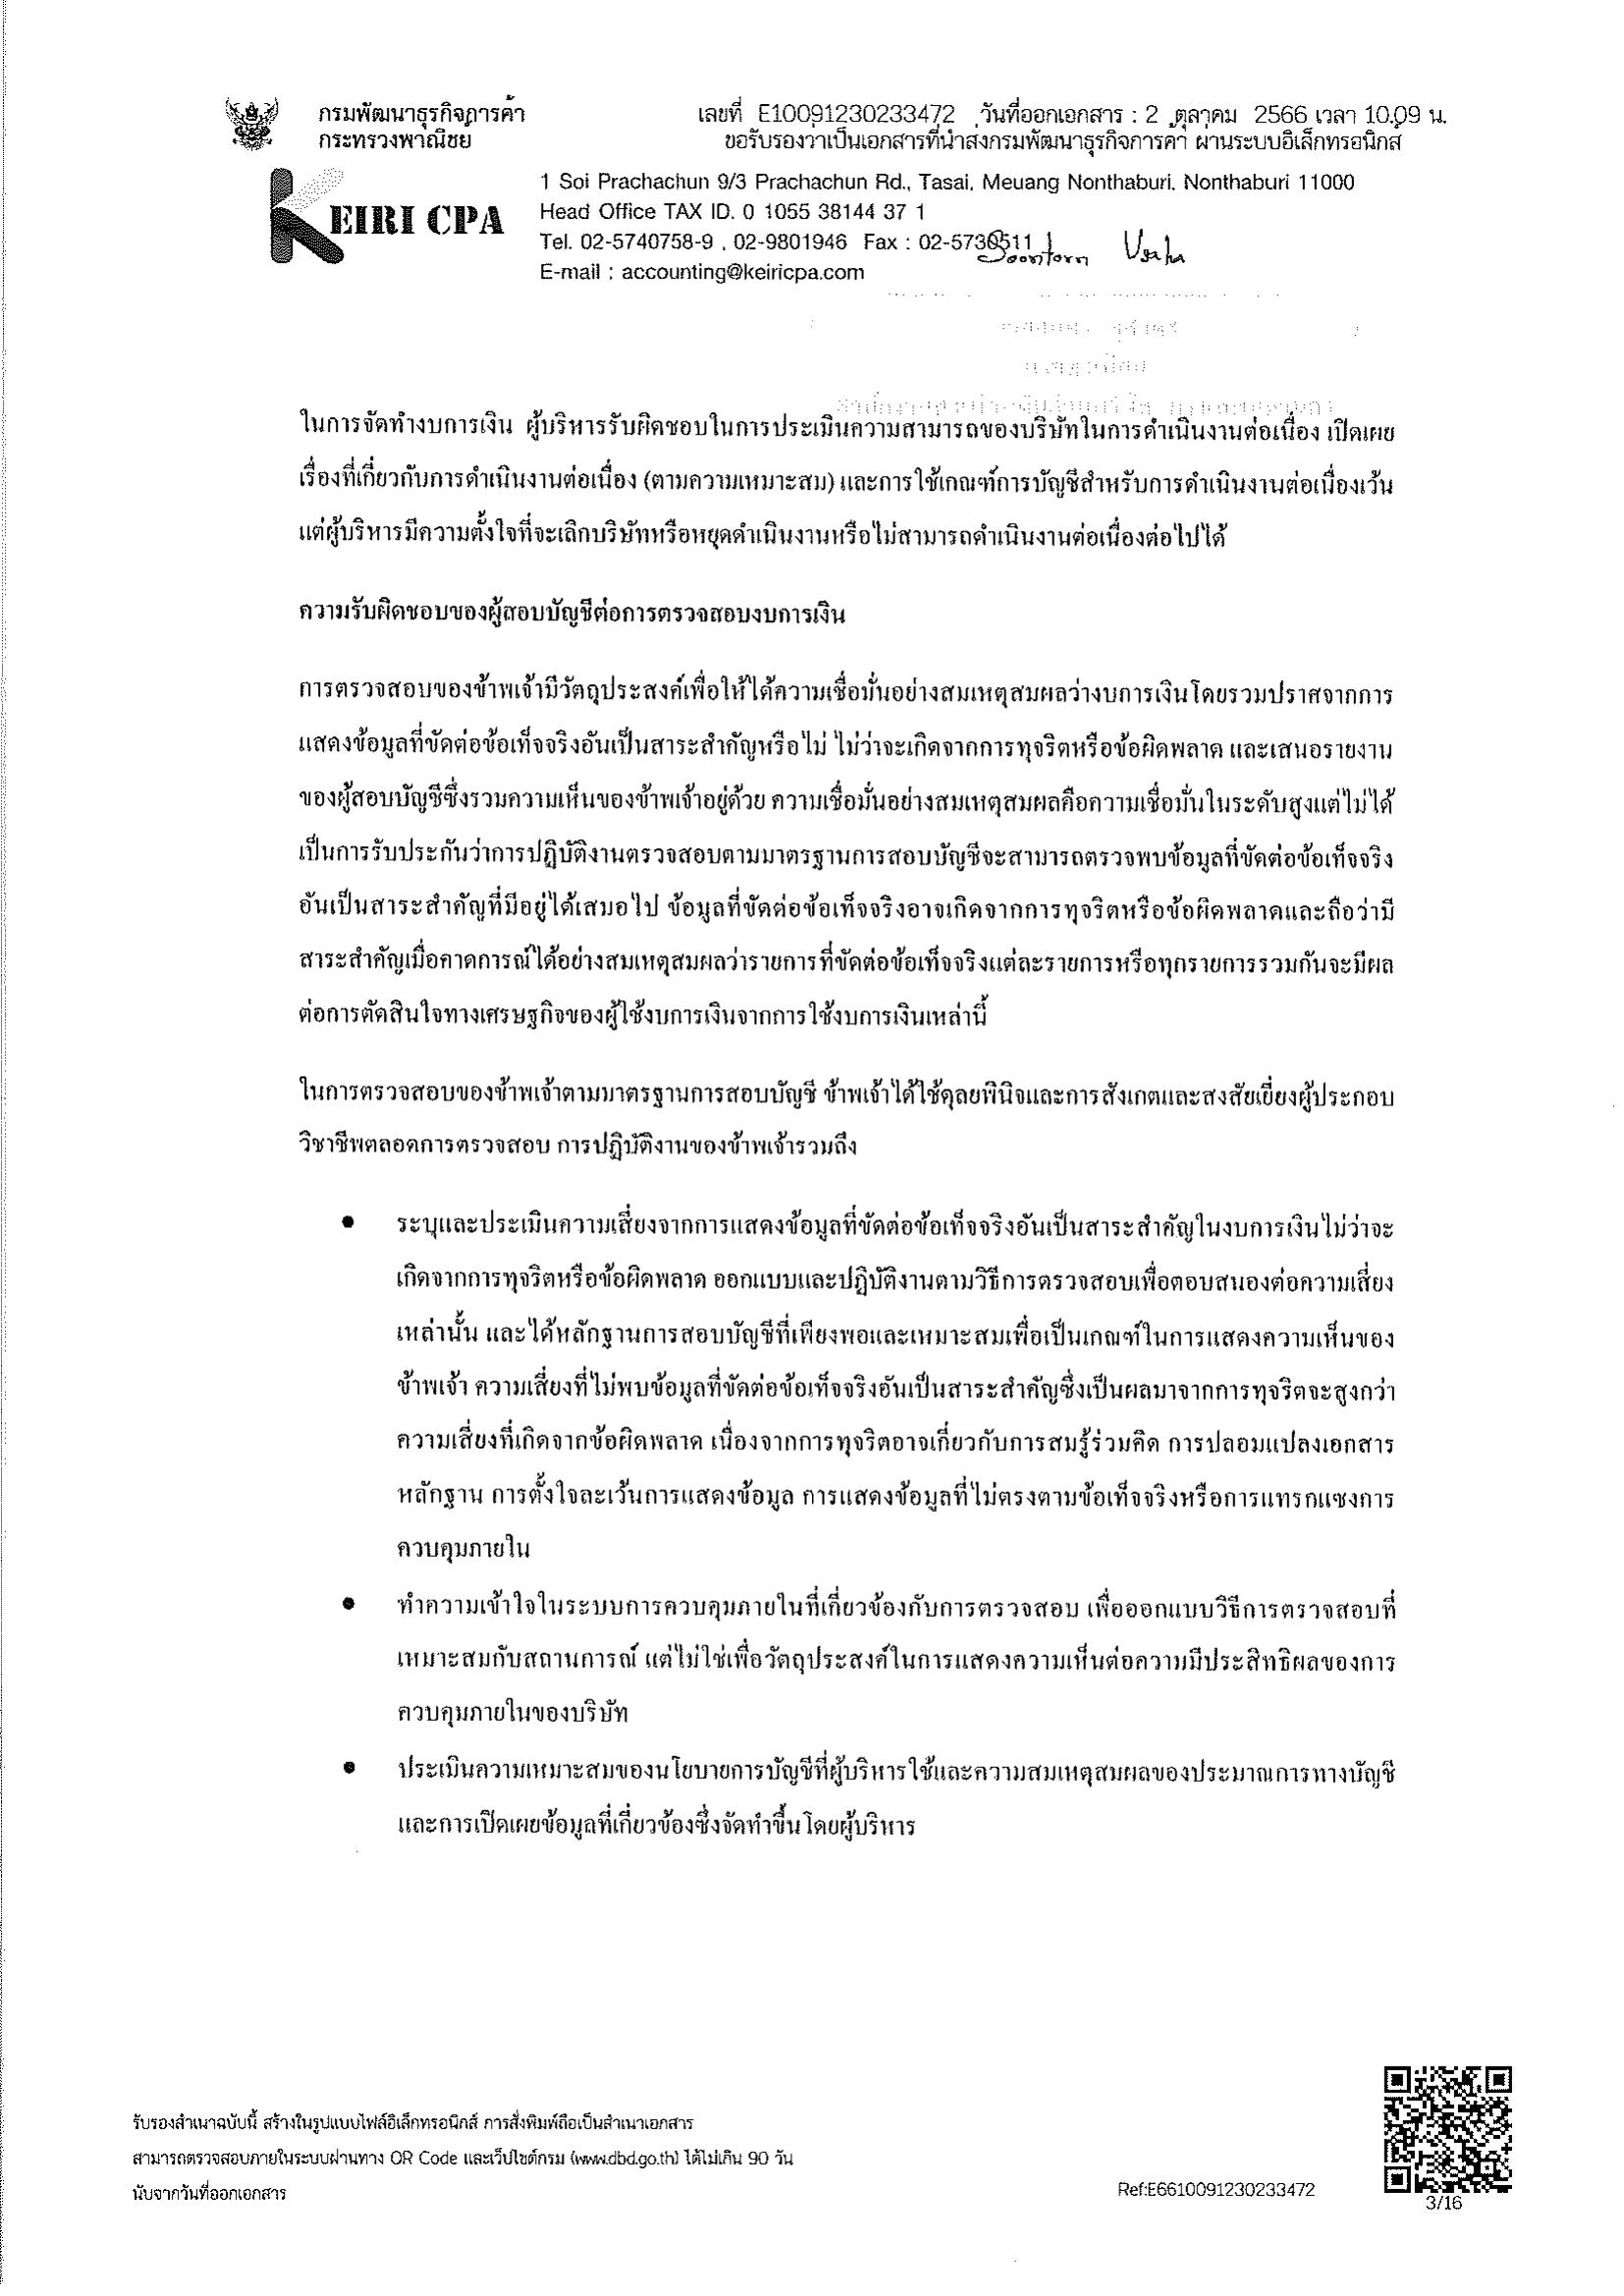 กรมพัฒนาธุรกิจการค้า
กระทรวงพาณิชย
เลขที่ E10091230233472 วันที่ออกเอกสาร : 2 ตุลาคม 2566 เวลา 10.09 น.
ขอรับรองว่าเป็นเอกสารที่นำส่งกรมพัฒนาธุรกิจการค้า ผ่านระบบอิเล็กทรอนิกส์
KEIRI CPA
1 Soi Prachachun 9/3 Prachachun Rd., Tasai, Meuang Nonthaburi, Nonthaburi 11000
Head Office TAX ID. 0 1055 38144 37 1
Tel. 02-5740758-9 , 02-9801946 Fax : 02-5730511
E-mail : accounting@keiricpa.com
ในการจัดทำงบการเงิน ผู้บริหารรับผิดชอบในการประเมินความสามารถของบริษัทในการดำเนินงานต่อเนื่อง เปิดเผย
เรื่องที่เกี่ยวกับการดำเนินงานต่อเนื่อง (ตามความเหมาะสม) และการใช้เกณฑ์การบัญชีสำหรับการดำเนินงานต่อเนื่องเว้น
แต่ผู้บริหารมีความตั้งใจที่จะเลิกบริษัทหรือหยุดดำเนินงานหรือไม่สามารถดำเนินงานต่อเนื่องต่อไปได้
ความรับผิดชอบของผู้สอบบัญชีต่อการตรวจสอบงบการเงิน
การตรวจสอบของข้าพเจ้ามีวัตถุประสงค์เพื่อให้ได้ความเชื่อมั่นอย่างสมเหตุสมผลว่างบการเงินโดยรวมปราศจากการ
แสดงข้อมูลที่ขัดต่อข้อเท็จจริงอันเป็นสาระสำคัญหรือไม่ ไม่ว่าจะเกิดจากการทุจริตหรือข้อผิดพลาด และเสนอรายงาน
ของผู้สอบบัญชีซึ่งรวมความเห็นของข้าพเจ้าอยู่ด้วย ความเชื่อมั่นอย่างสมเหตุสมผลคือความเชื่อมั่นในระดับสูงแต่ไม่ได้
เป็นการรับประกันว่าการปฏิบัติงานตรวจสอบตามมาตรฐานการสอบบัญชีจะสามารถตรวจพบข้อมูลที่ขัดต่อข้อเท็จจริง
อันเป็นสาระสำคัญที่มีอยู่ได้เสมอไป ข้อมูลที่ขัดต่อข้อเท็จจริงอาจเกิดจากการทุจริตหรือข้อผิดพลาดและถือว่ามี
สาระสำคัญเมื่อคาดการณ์ได้อย่างสมเหตุสมผลว่ารายการที่ขัดต่อข้อเท็จจริงแต่ละรายการหรือทุกรายการรวมกันจะมีผล
ต่อการตัดสินใจทางเศรษฐกิจของผู้ใช้งบการเงินจากการใช้งบการเงินเหล่านี้
ในการตรวจสอบของข้าพเจ้าตามมาตรฐานการสอบบัญชี ข้าพเจ้าได้ใช้ดุลยพินิจและการสังเกตและสงสัยเยี่ยงผู้ประกอบ
วิชาชีพตลอดการตรวจสอบ การปฏิบัติงานของข้าพเจ้ารวมถึง
● ระบุและประเมินความเสี่ยงจากการแสดงข้อมูลที่ขัดต่อข้อเท็จจริงอันเป็นสาระสำคัญในงบการเงินไม่ว่าจะ
เกิดจากการทุจริตหรือข้อผิดพลาด ออกแบบและปฏิบัติงานตามวิธีการตรวจสอบเพื่อตอบสนองต่อความเสี่ยง
เหล่านั้น และได้หลักฐานการสอบบัญชีที่เพียงพอและเหมาะสมเพื่อเป็นเกณฑ์ในการแสดงความเห็นของ
ข้าพเจ้า ความเสี่ยงที่ไม่พบข้อมูลที่ขัดต่อข้อเท็จจริงอันเป็นสาระสำคัญซึ่งเป็นผลมาจากการทุจริตจะสูงกว่า
ความเสี่ยงที่เกิดจากข้อผิดพลาด เนื่องจากการทุจริตอาจเกี่ยวกับการสมรู้ร่วมคิด การปลอมแปลงเอกสาร
หลักฐาน การตั้งใจละเว้นการแสดงข้อมูล การแสดงข้อมูลที่ไม่ตรงตามข้อเท็จจริงหรือการแทรกแซงการ
ควบคุมภายใน
● ทำความเข้าใจในระบบการควบคุมภายในที่เกี่ยวข้องกับการตรวจสอบ เพื่อออกแบบวิธีการตรวจสอบที่
เหมาะสมกับสถานการณ์ แต่ไม่ใช่เพื่อวัตถุประสงค์ในการแสดงความเห็นต่อความมีประสิทธิผลของการ
ควบคุมภายในของบริษัท
● ประเมินความเหมาะสมของนโยบายการบัญชีที่ผู้บริหารใช้และความสมเหตุสมผลของประมาณการทางบัญชี
และการเปิดเผยข้อมูลที่เกี่ยวข้องซึ่งจัดทำขึ้นโดยผู้บริหาร
รับรองสำเนาฉบับนี้ สร้างในรูปแบบไฟล์อิเล็กทรอนิกส์ การสั่งพิมพ์ถือเป็นสำเนาเอกสาร
สามารถตรวจสอบภายในระบบผ่านทาง QR Code และเว็ปไซต์กรม (www.dbd.go.th) ได้ไม่เกิน 90 วัน
นับจากวันที่ออกเอกสาร
Ref:E6610091230233472
3/16